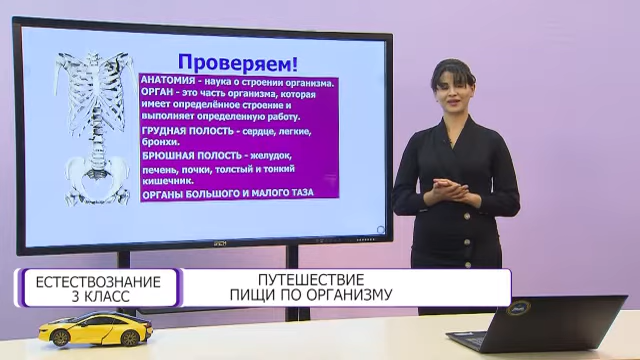 Проверяем!
АНАТОМИЯ - наука о строении организма.
ОРГАН - это часть организма, которая
имеет определённое строение и
выполняет определенную работу.
ГРУДНАЯ ПОЛОСТЬ - сердце, легкие,
бронхи.
БРЮШНАЯ ПОЛОСТЬ - желудок,
печень, почки, толстый и тонкий
кишечник.
ОРГАНЫ БОЛЬШОГО И МАЛОГО ТАЗА
ЕСТЕСТВОЗНАНИЕ
3 КЛАСС
ПУТЕШЕСТВИЕ
ПИЩИ ПО ОРГАНИЗМУ